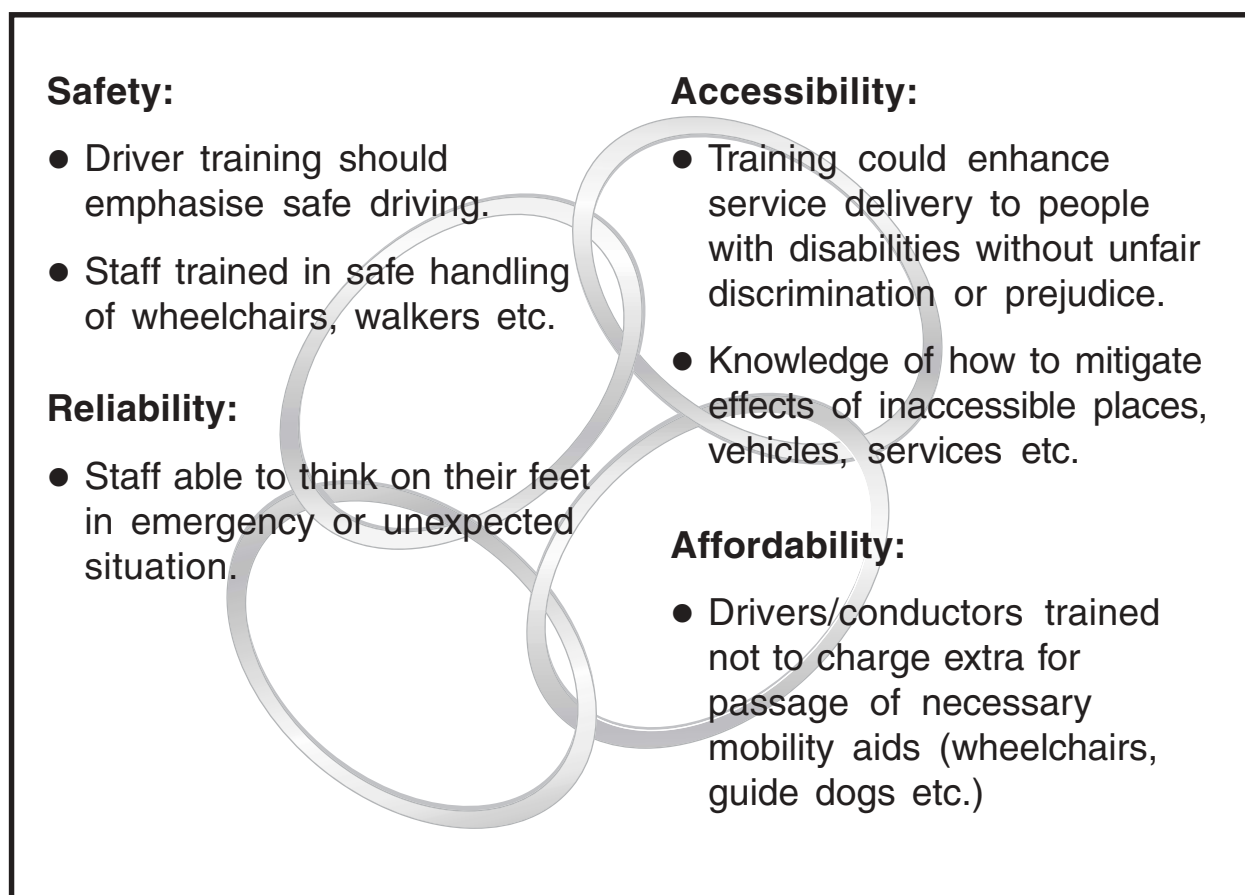 Safety:
● Driver training should
emphasise safe driving.
● Staff trained in safe handling
of wheelchairs, walkers etc.
Reliability:
● Staff able to think on their feet
in emergency or unexpected
situation.
Accessibility:
● Training could enhance
service delivery to people
with disabilities without unfair
discrimination or prejudice.
● Knowledge of how to mitigate
effects of inaccessible places,
vehicles, services etc.
Affordability:
● Drivers/conductors trained
not to charge extra for
passage of necessary
mobility aids (wheelchairs,
guide dogs etc.)